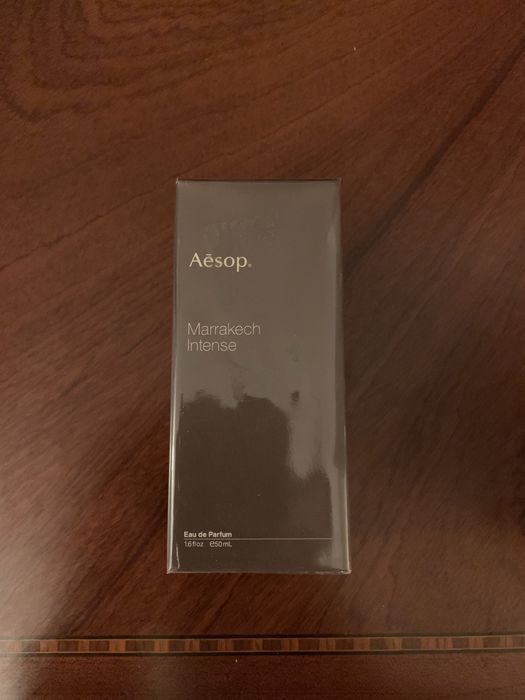 Aēsop.
Marrakech
Intense
Eau de Parfum
1.6 fl oz ℮50 mL